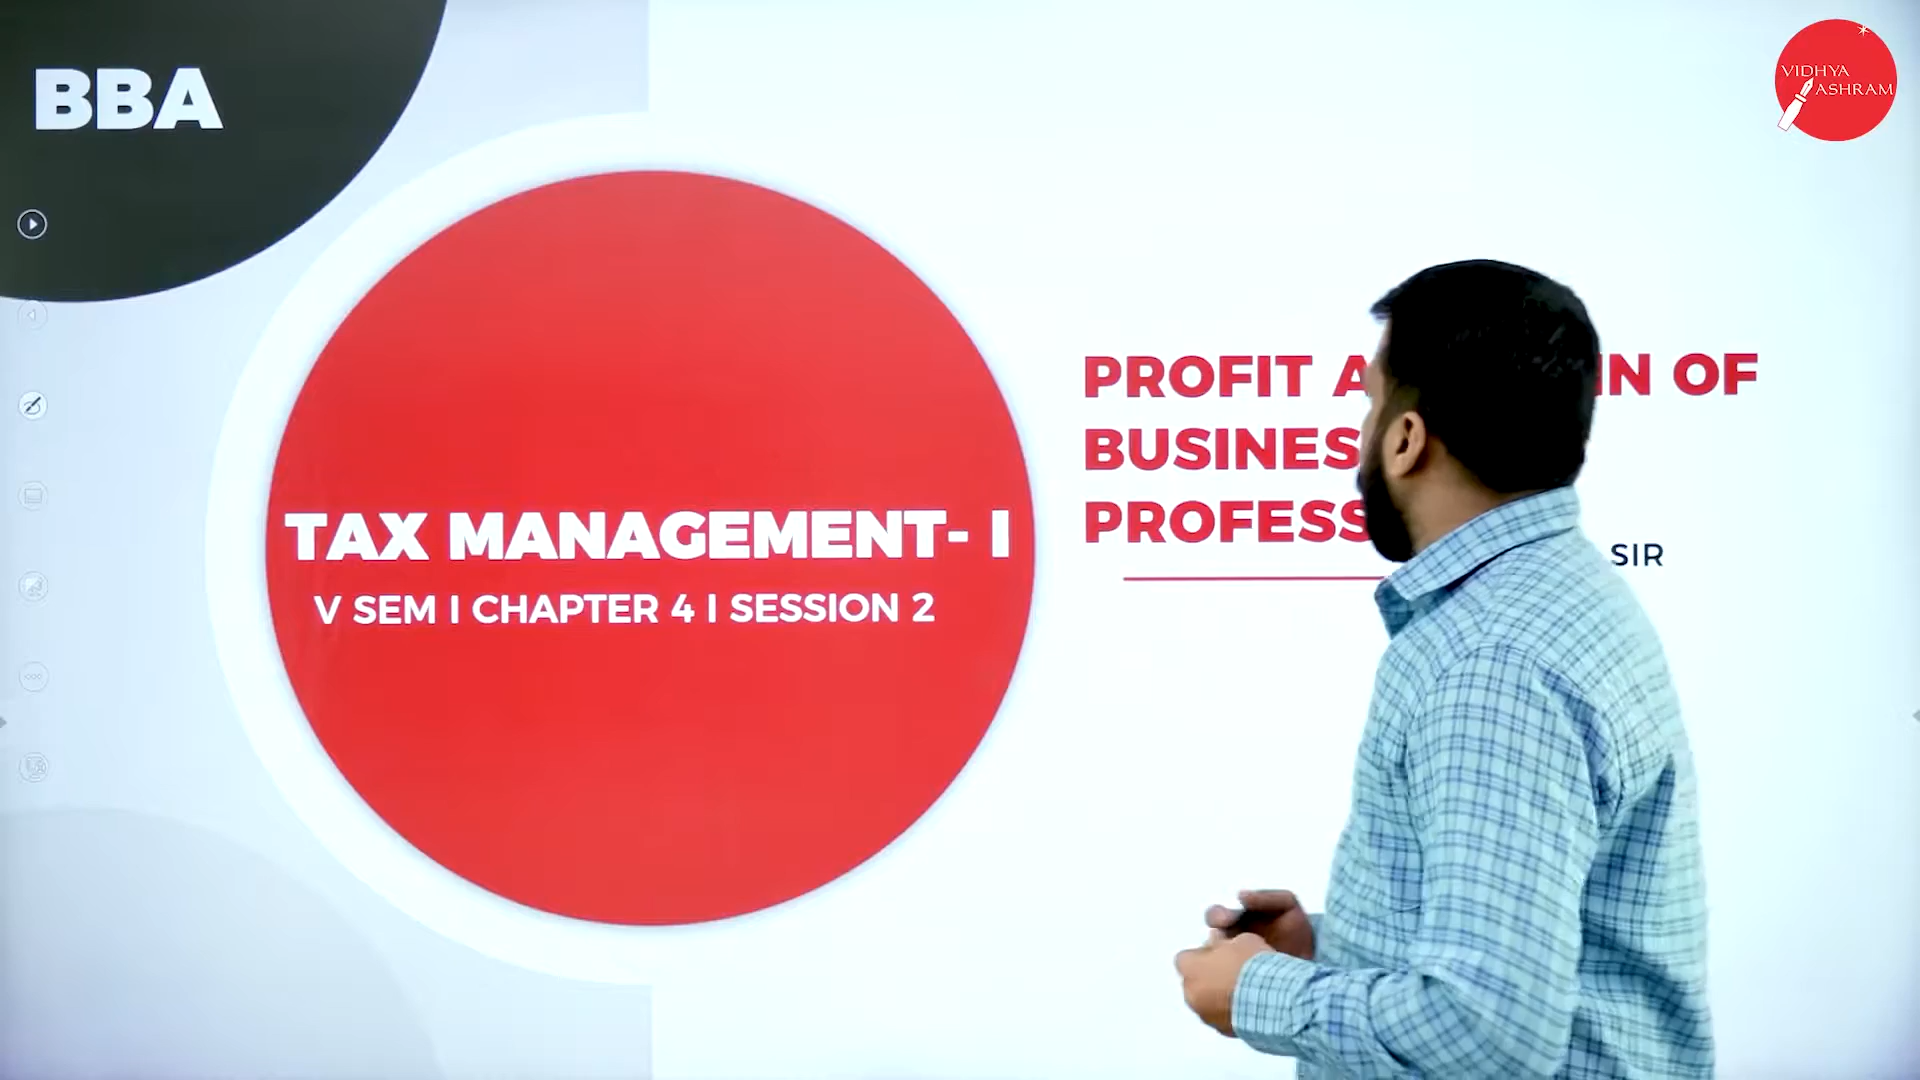 BBA
VIDHYA
ASHRAM
TAX MANAGEMENT- I
V SEM I CHAPTER 4 I SESSION 2
PROFIT OF
BUSINES
PROFESS
SIR